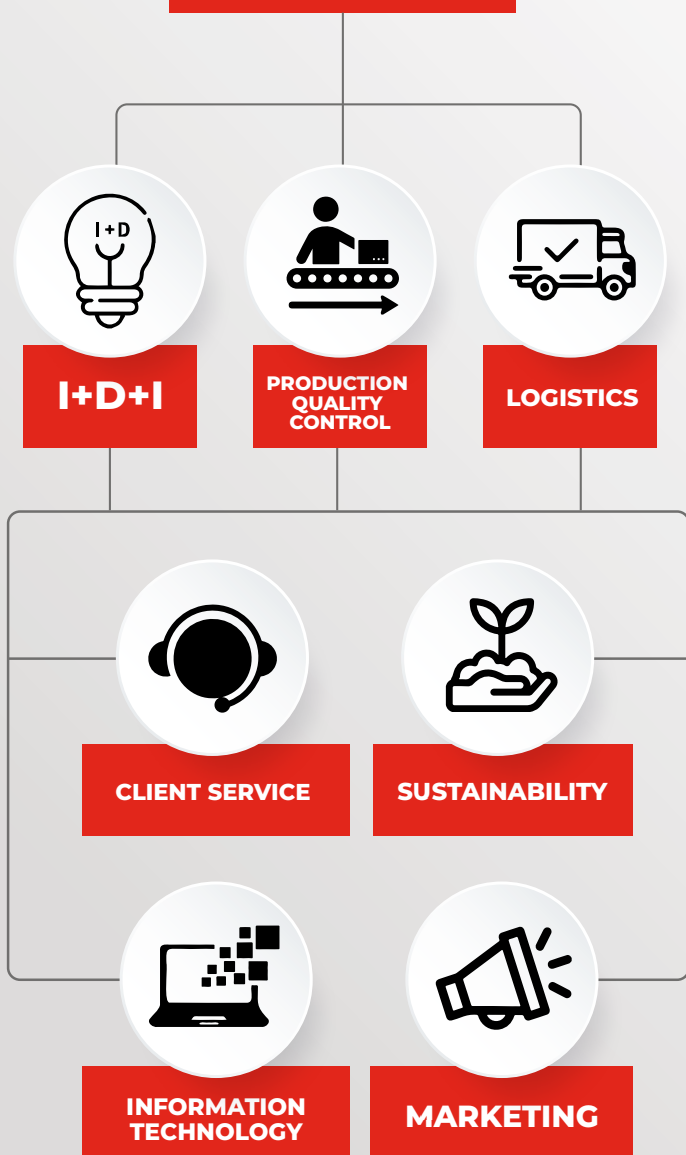 I+D
I+D+I
PRODUCTION
QUALITY
CONTROL
LOGISTICS
CLIENT SERVICE
SUSTAINABILITY
INFORMATION
TECHNOLOGY
MARKETING